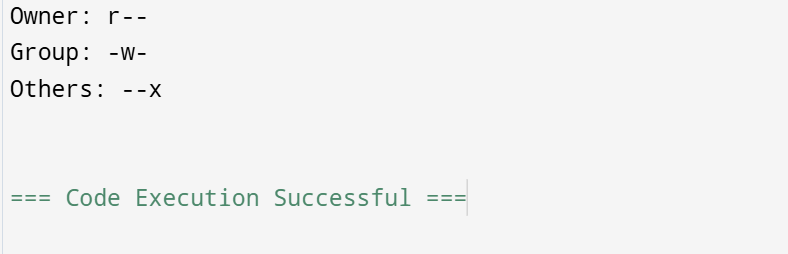 Owner: r--
Group: -w-
Others: --x
=== Code Execution Successful ===